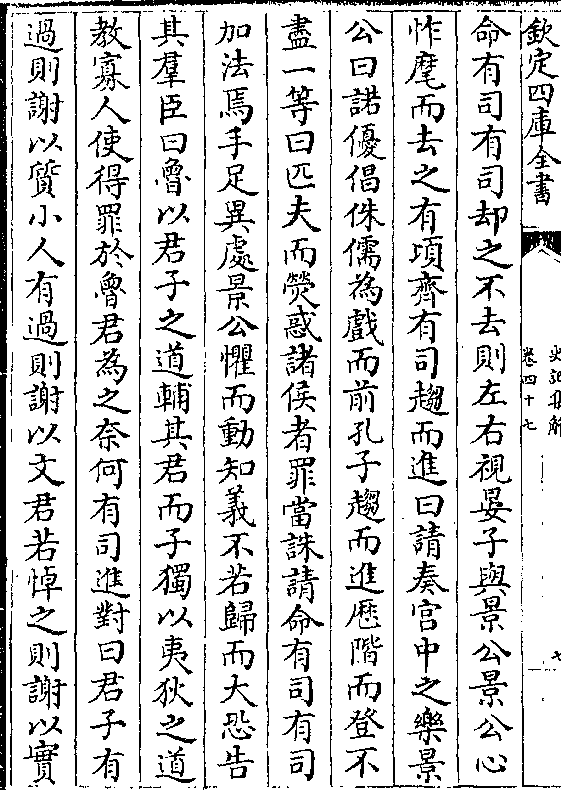 欽定四庫全書
史記集解
卷四十七
七
命有司有司却之不去則左右視晏子與景公景公心
怍麾而去之有頃齊有司趨而進曰請奏宫中之樂景
公曰諾優倡侏儒為戲而前孔子趨而進歴階而登不
盡一等曰匹夫而熒惑諸侯者罪當誅請命有司有司
加法焉手足異處景公懼而動知義不若歸而大恐告
其羣臣曰魯以君子之道輔其君而子獨以夷狄之道
教寡人使得罪於魯君為之奈何有司進對曰君子有
過則謝以質小人有過則謝以文君若悼之則謝以實